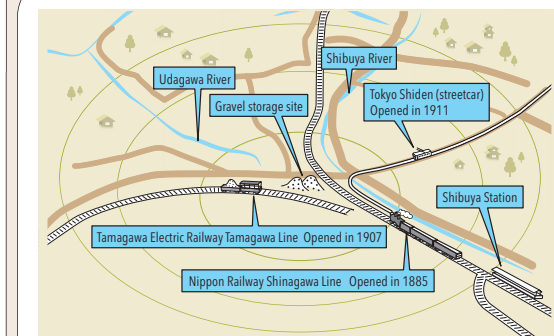 Shibuya River
Udagawa River
Tokyo Shiden (streetcar)
Opened in 1911
Gravel storage site
Shibuya Station
Tamagawa Electric Railway Tamagawa Line Opened in 1907
Nippon Railway Shinagawa Line Opened in 1885